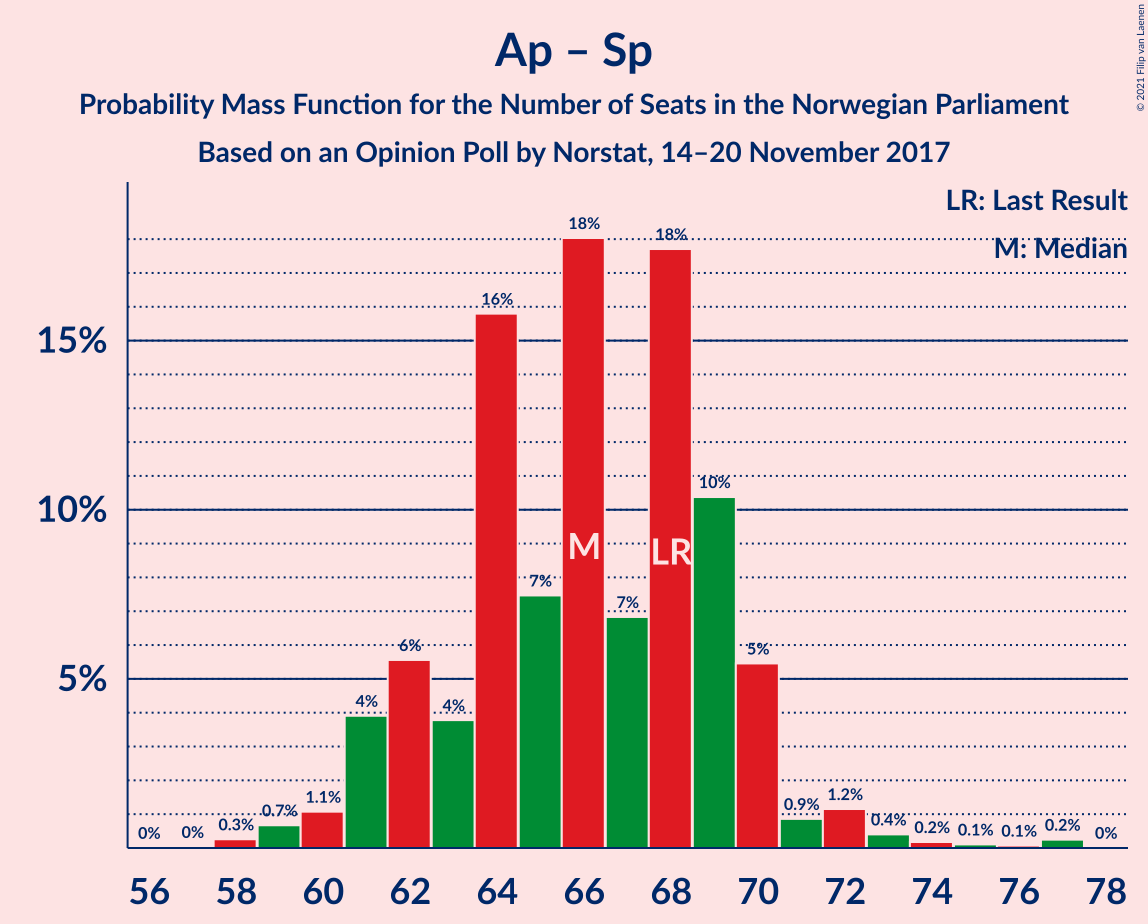 Ap – Sp
Probability Mass Function for the Number of Seats in the Norwegian Parliament
Based on an Opinion Poll by Norstat, 14–20 November 2017
© 2021 Filip van Laenen
LR: Last Result
M: Median
15%
10%
5%
0%
0%
0.3%
0.7%
1.1%
4%
6%
4%
16%
7%
18%
7%
18%
10%
5%
0.9%
1.2%
0.4%
0.2%
0.1%
0.1%
0.2%
0%
M
LR
56 58 60 62 64 66 68 70 72 74 76 78